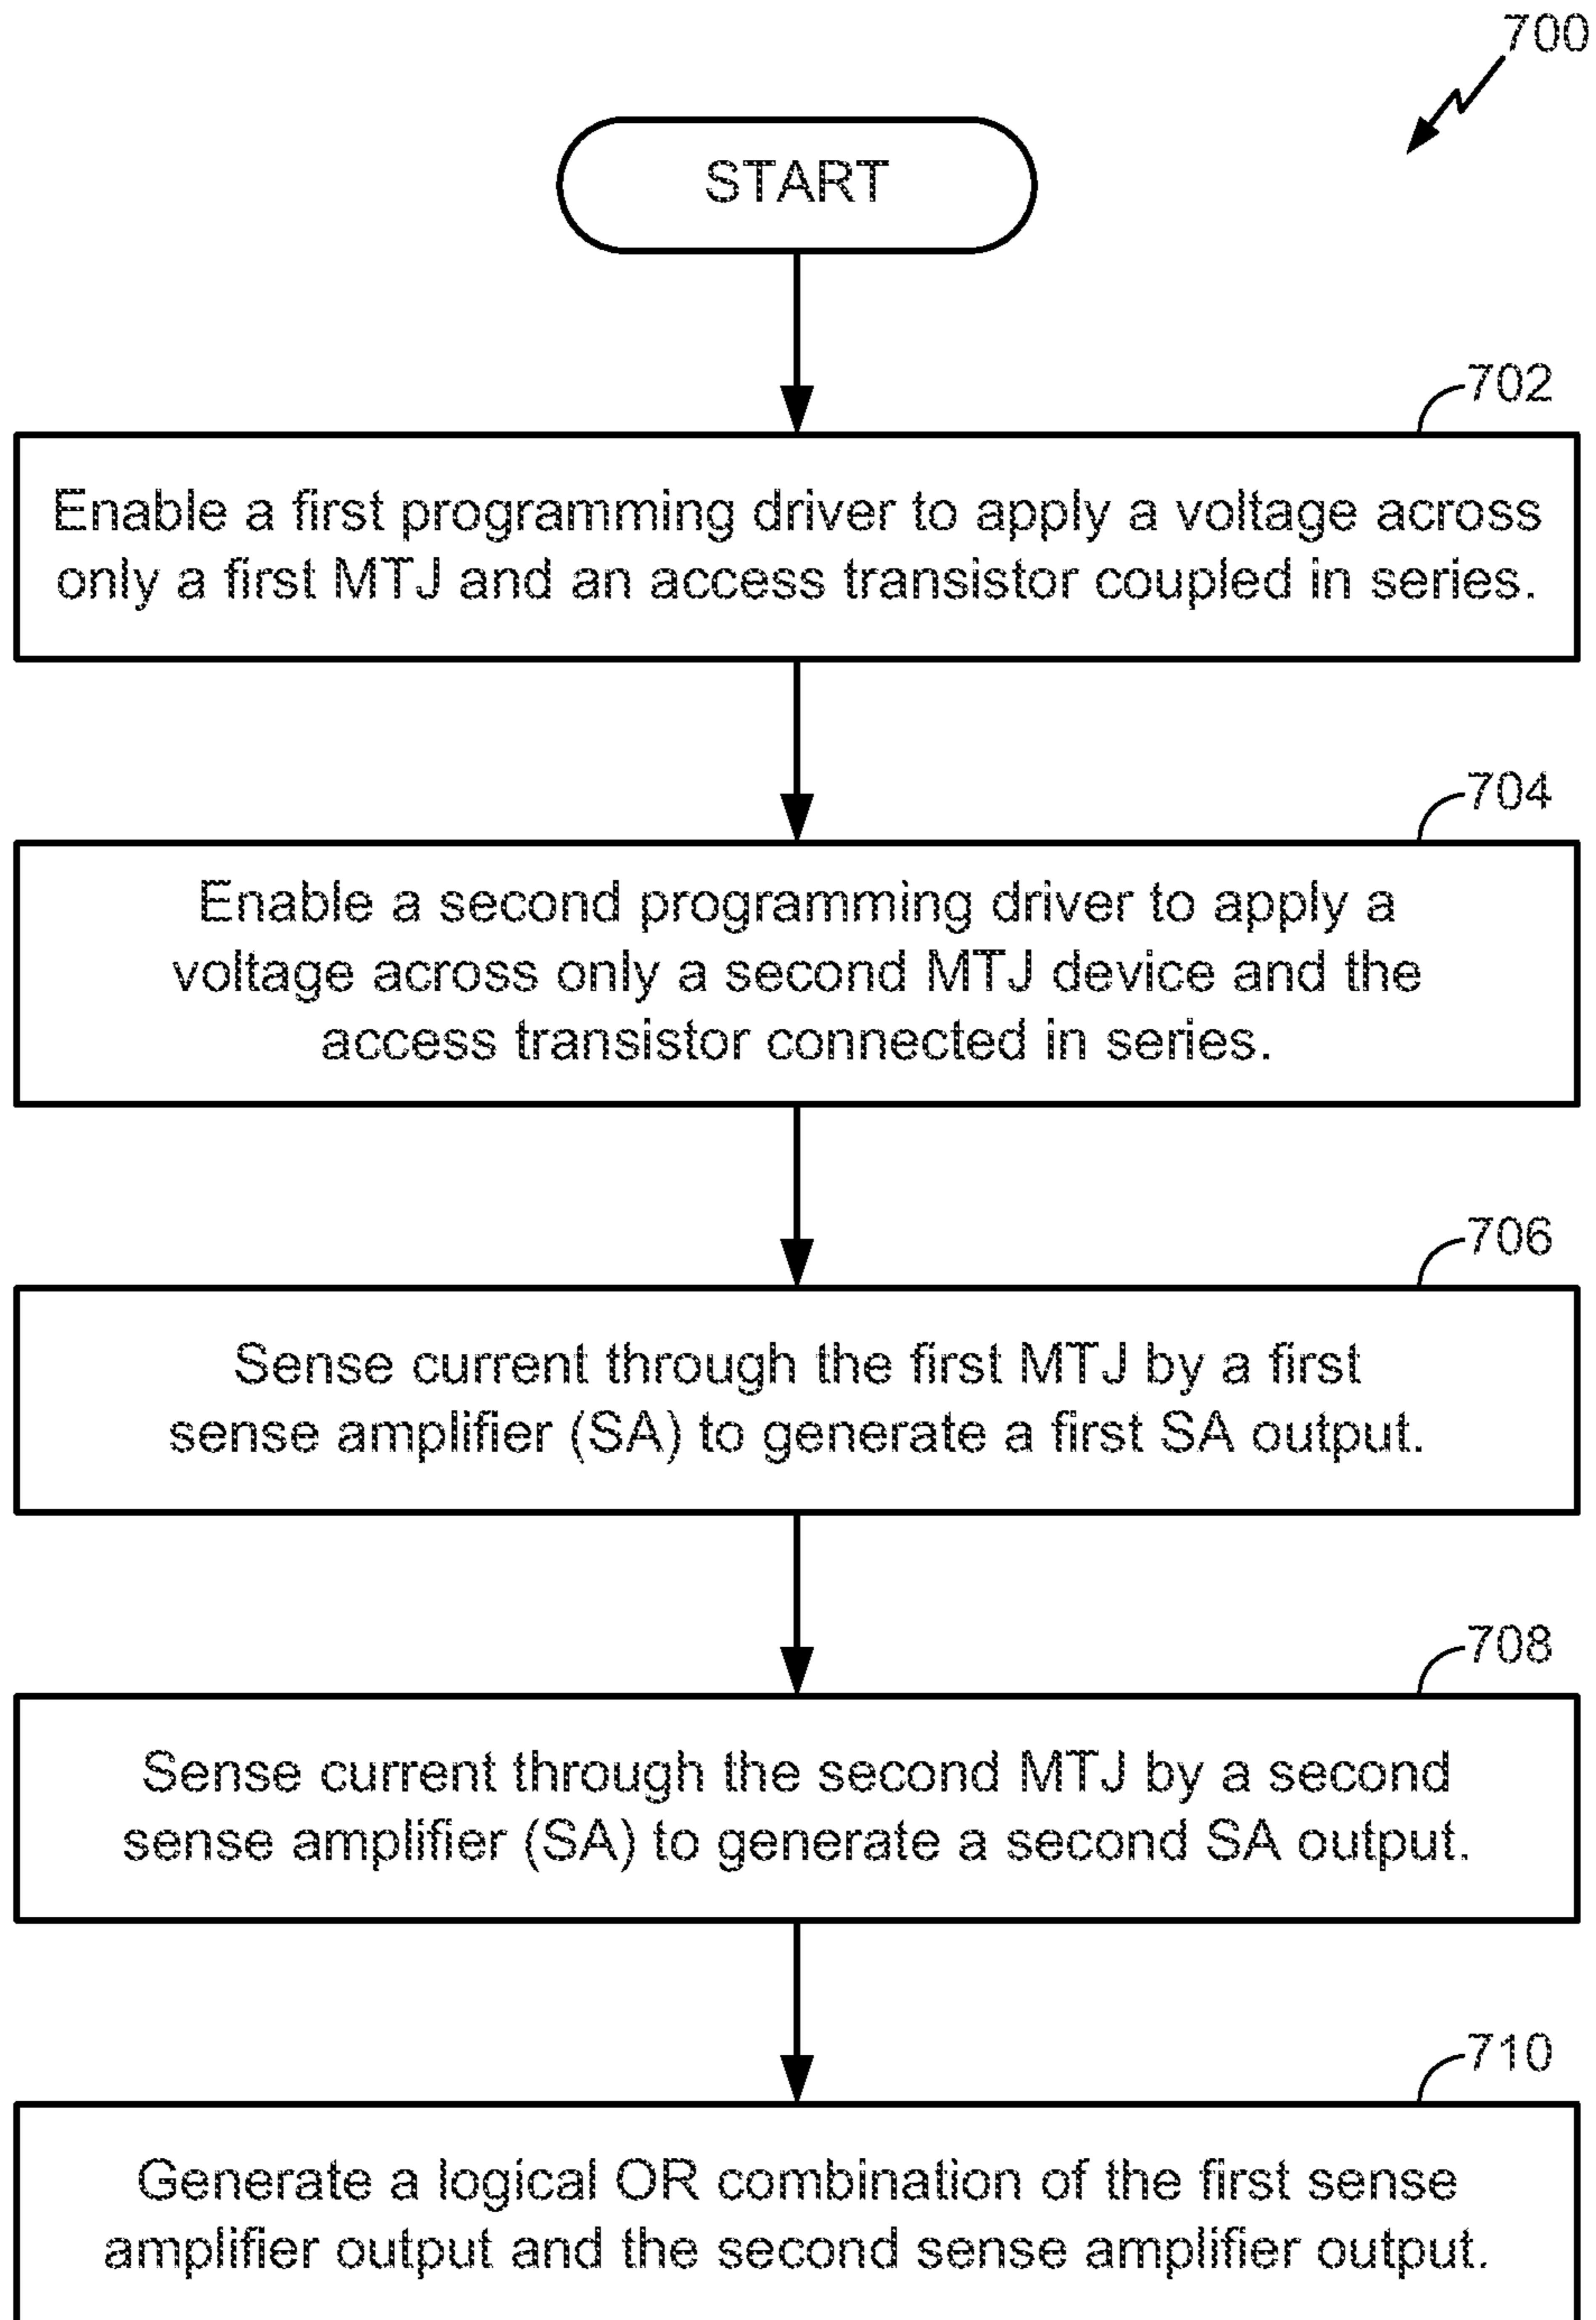 700
START
702
Enable a first programming driver to apply a voltage across
only a first MTJ and an access transistor coupled in series.
704
Enable a second programming driver to apply a
voltage across only a second MTJ device and the
access transistor connected in series.
706
Sense current through the first MTJ by a first
sense amplifier (SA) to generate a first SA output.
708
Sense current through the second MTJ by a second
sense amplifier (SA) to generate a second SA output.
710
Generate a logical OR combination of the first sense
amplifier output and the second sense amplifier output.